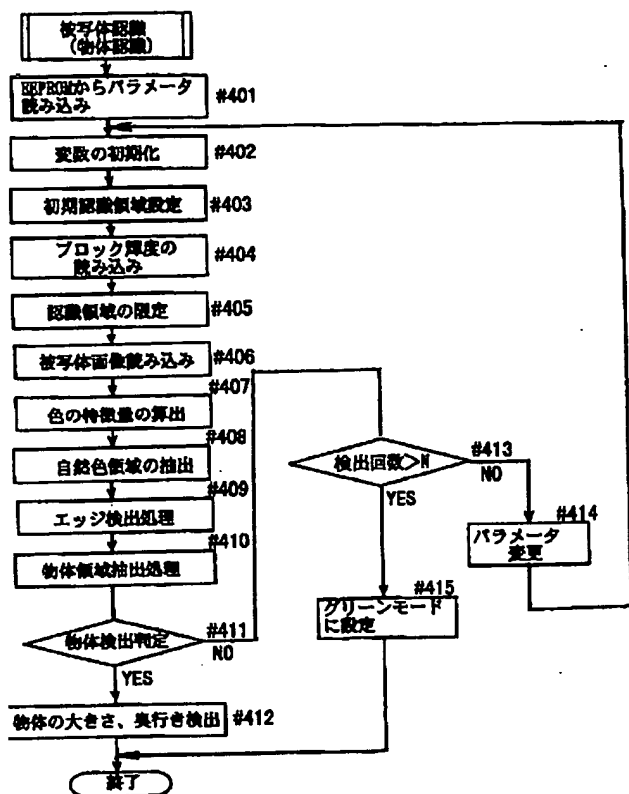 被写体認識
(物体認識)
EEPROMからパラメータ
読み込み
#401
変数の初期化
#402
初期認識領域設定
#403
ブロック輝度の
読み込み
#404
認識領域の限定
#405
被写体画像読み込み
#406
#407
色の特徴量の算出
#408
自然色領域の抽出
#409
エッジ検出処理
#410
物体領域抽出処理
物体検出判定
#411
NO
YES
物体の大きさ、奥行き検出
#412
終了
検出回数>N
#413
NO
YES
#414
パラメータ
変更
#415
グリーンモード
に設定